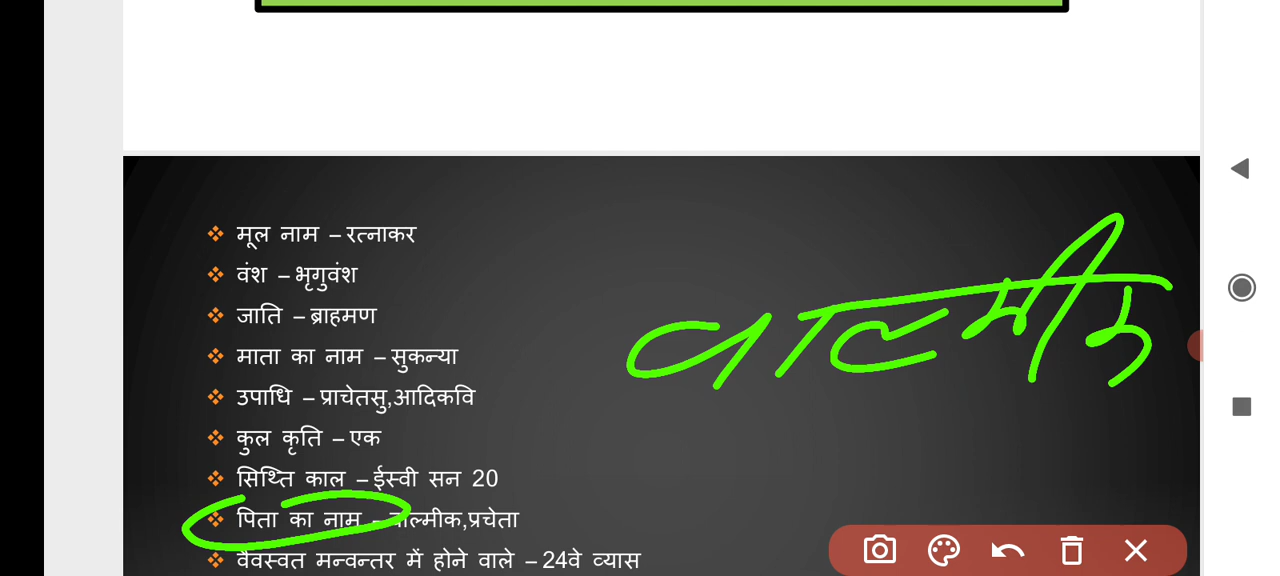 मूल नाम – रत्नाकर
वंश – भृगुवंश
जाति – ब्राहमण
माता का नाम – सुकन्या
उपाधि – प्राचेतसु,आदिकवि
कुल कृति – एक
सिथ्ति काल – ईस्वी सन 20
पिता का नाम – वाल्मीक,प्रचेता
वैवस्वत मन्वन्तर में होने वाले – 24वे व्यास
वाल्मीक